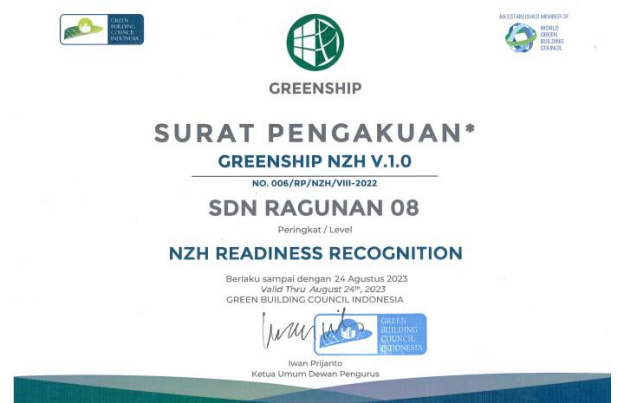 GREEN
BUILDING
COUNCIL
INDONESIA
AN ESTABLISHED MEMBER OF
WORLD
GREEN
BUILDING
COUNCIL
GREENSHIP
SURAT PENGAKUAN*
GREENSHIP NZH V.1.0
NO. 006/RP/NZH/VIII-2022
SDN RAGUNAN 08
Peringkat / Level
NZH READINESS RECOGNITION
Berlaku sampai dengan 24 Agustus 2023
Valid Thru August 24th, 2023
GREEN BUILDING COUNCIL INDONESIA
GREEN
BUILDING
COUNCIL
INDONESIA
Iwan Prijanto
Ketua Umum Dewan Pengurus